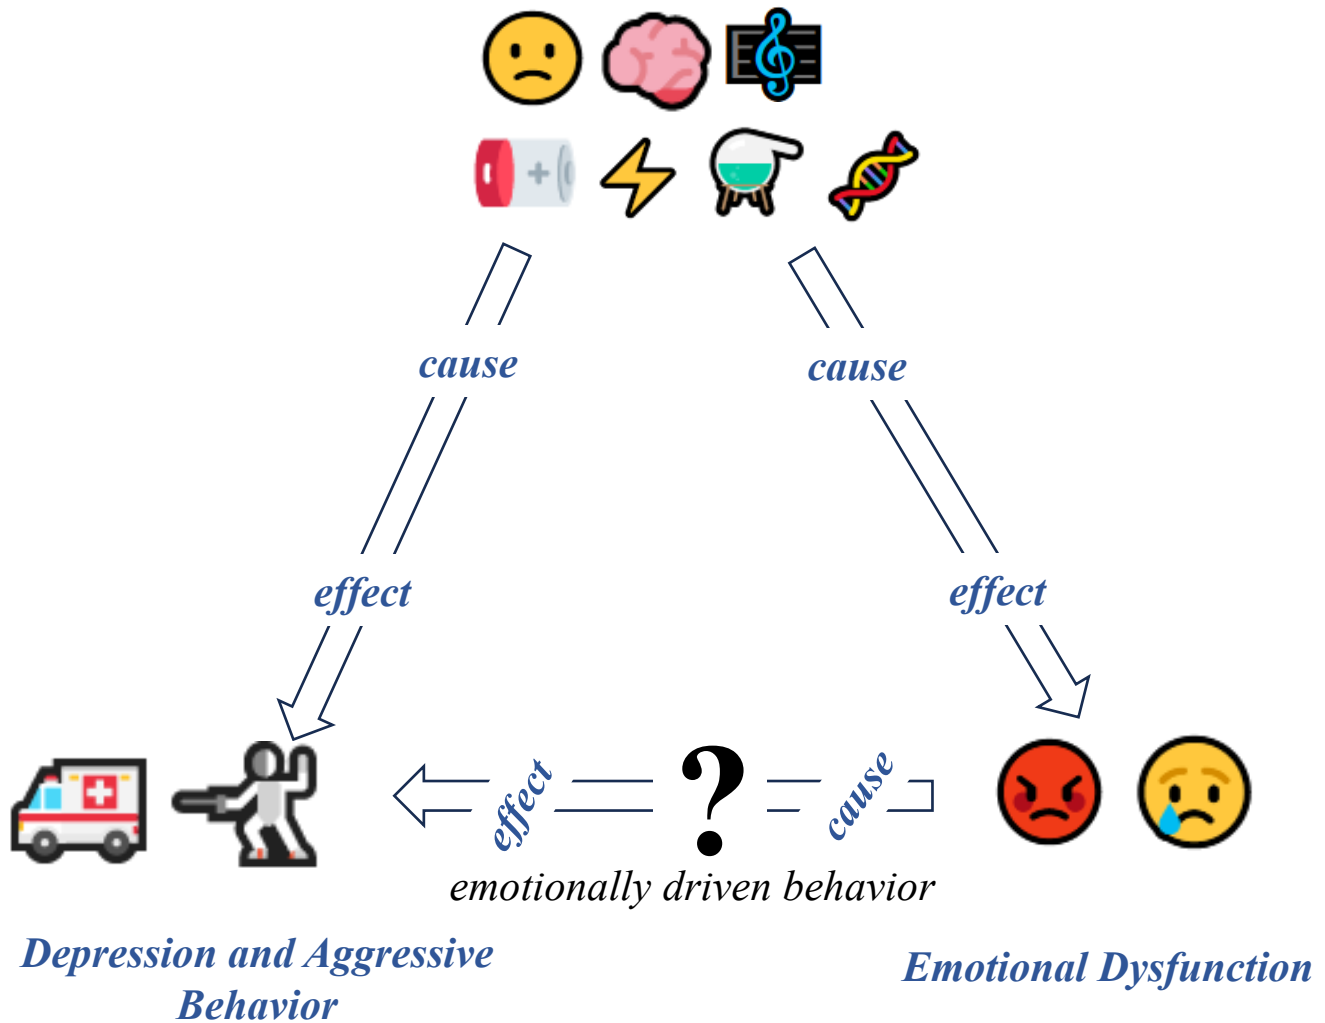 cause
cause
effect
effect
effect
?
cause
emotionally driven behavior
Depression and Aggressive
Behavior
Emotional Dysfunction